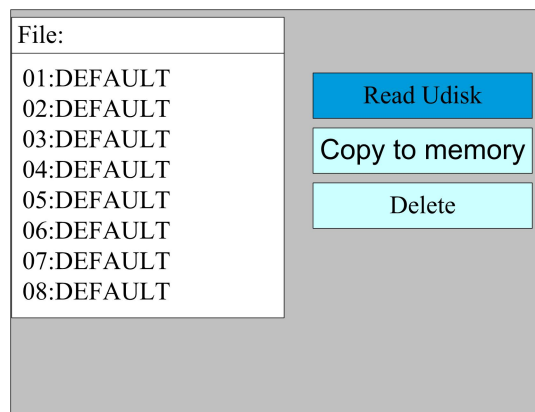 File:
01:DEFAULT
02:DEFAULT
03:DEFAULT
04:DEFAULT
05:DEFAULT
06:DEFAULT
07:DEFAULT
08:DEFAULT
Read Udisk
Copy to memory
Delete